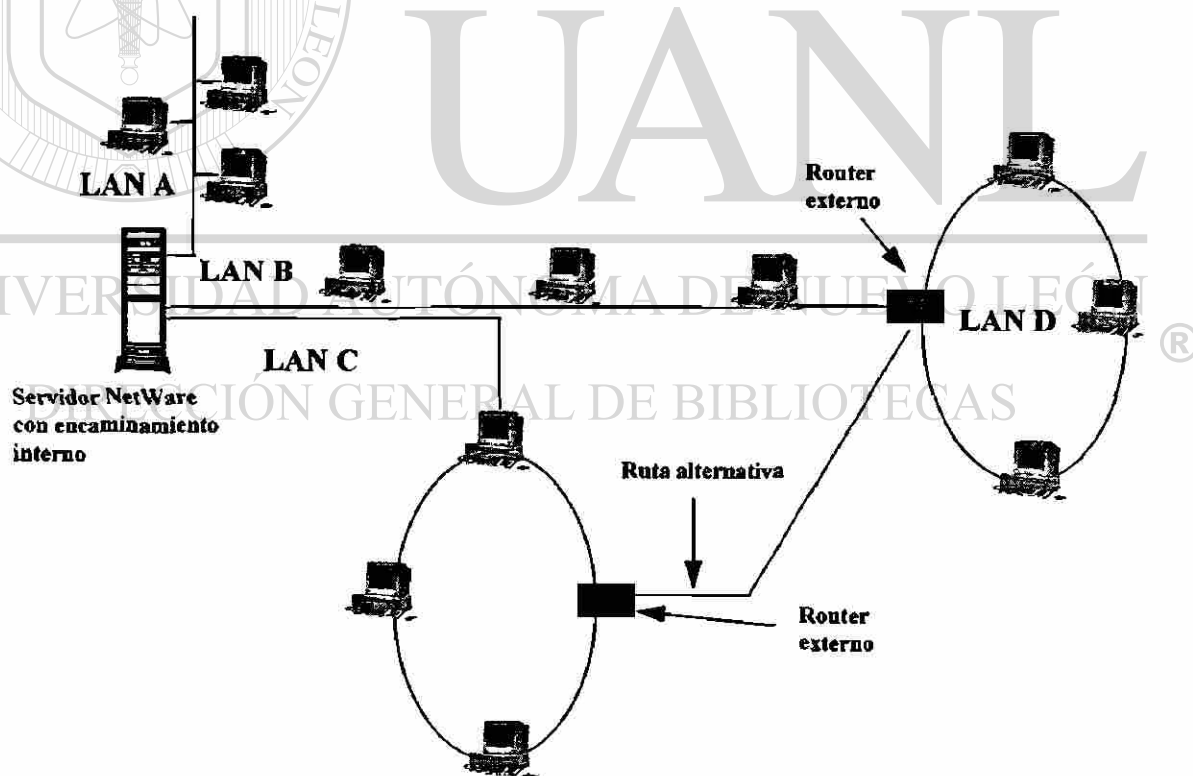 UANL
LEÓN
LAN A
Router
externo
LAN B
UNIVERSIDAD AUTÓNOMA DE NUEVO LEÓN
®
LAN D
LAN C
Servidor NetWare
con encaminamiento
interno
DIRECCIÓN GENERAL DE BIBLIOTECAS
Ruta alternativa
Router
externo